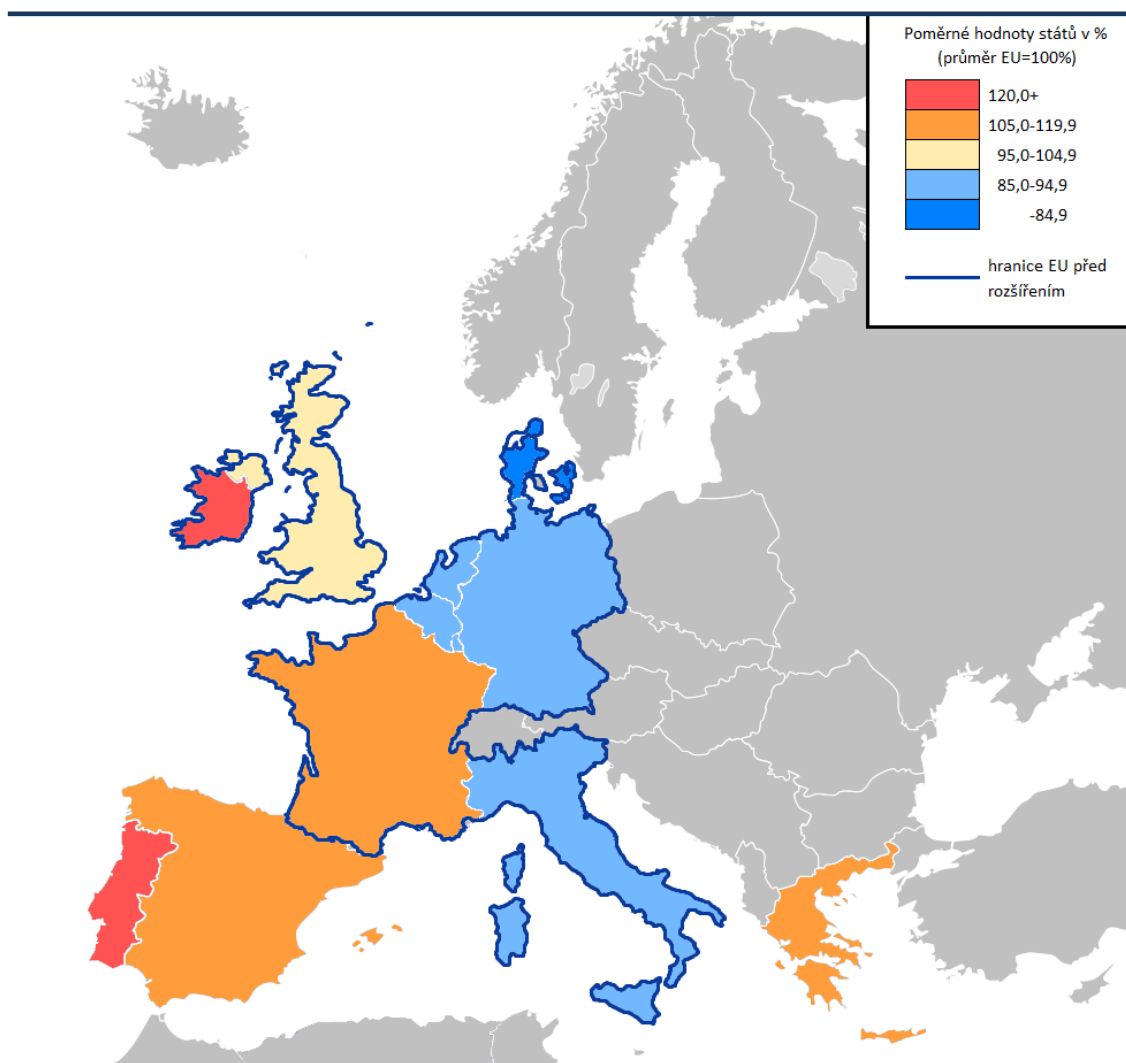 Poměrné hodnoty států v %
(průměr EU=100%)
120,0+
105,0-119,9
95,0-104,9
85,0-94,9
-84,9
hranice EU před
rozšířením